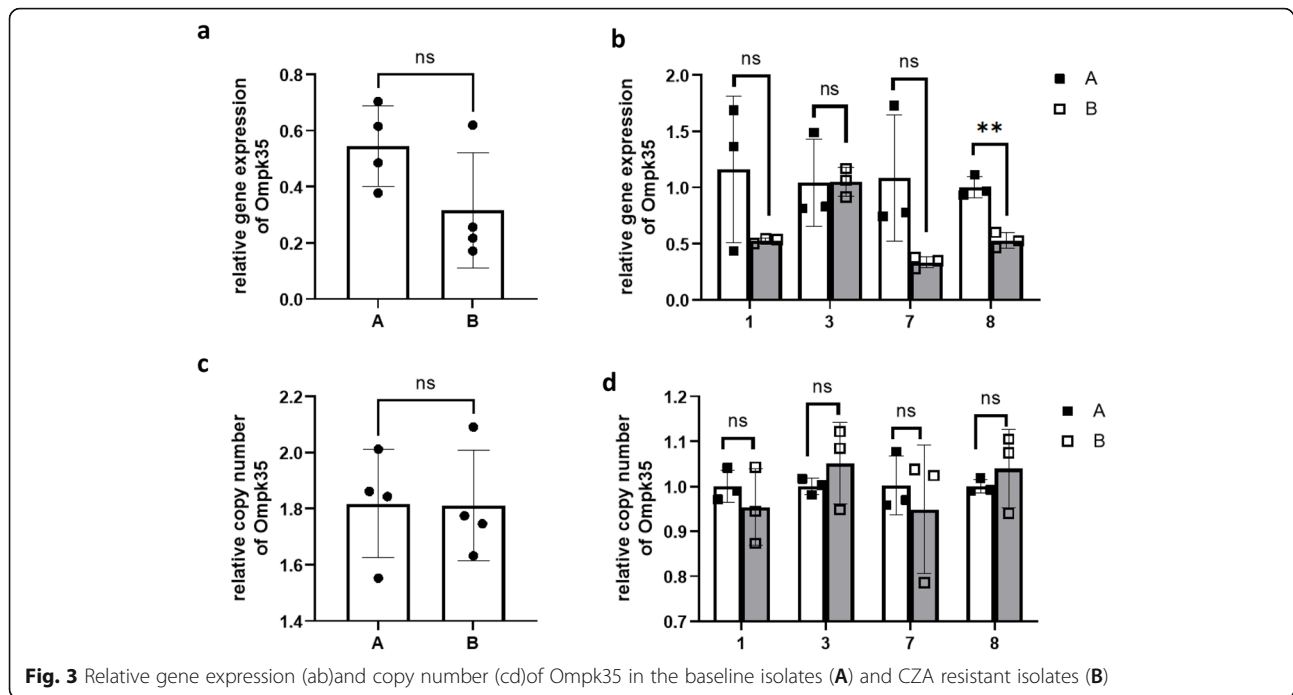 a
ns
0.8
0.6
0.4
0.2
0.0
relative gene expression
of Ompk35
A
B
b
ns
ns
ns
**
2.0
1.5
1.0
0.5
0.0
relative gene expression
of Ompk35
1
3
7
8
A
B
c
ns
2.2
2.0
1.8
1.6
1.4
relative copy number
of Ompk35
A
B
d
ns
ns
ns
ns
1.2
1.1
1.0
0.9
0.8
0.7
relative copy number
of Ompk35
1
3
7
8
A
B
Fig. 3 Relative gene expression (ab)and copy number (cd)of Ompk35 in the baseline isolates (A) and CZA resistant isolates (B)